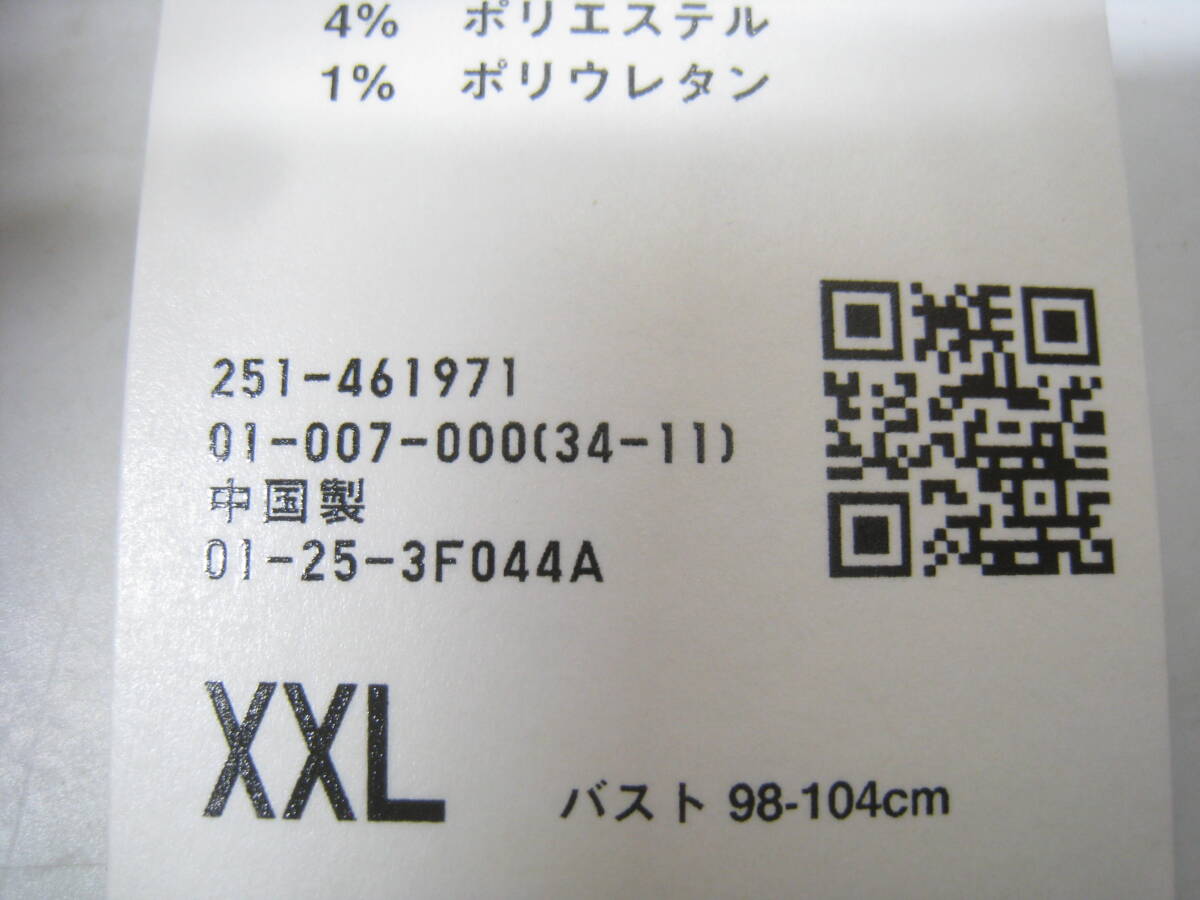 4% ポリエステル
1% ポリウレタン
251-461971
01-007-000(34-11)
中国製
01-25-3F044A
XXL バスト 98-104cm